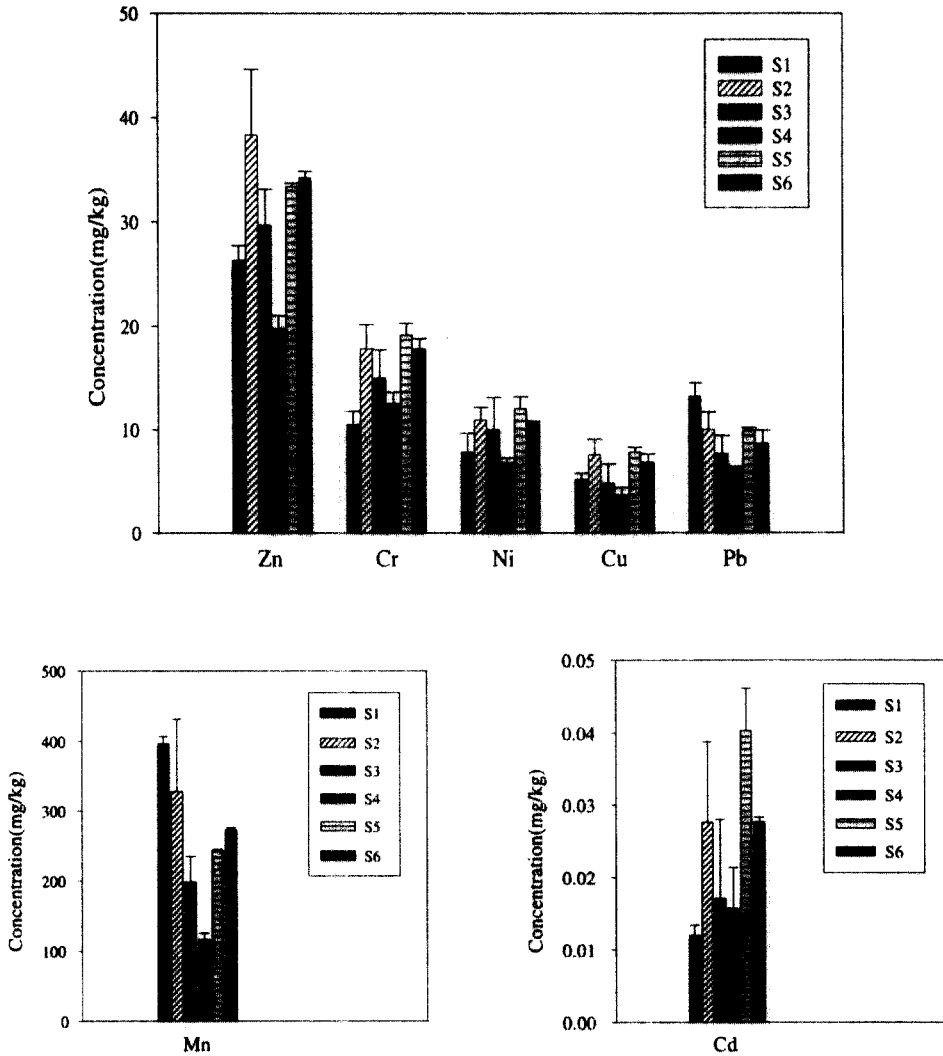 50
40
30
20
10
0
Concentration(mg/kg)
S1
S2
S3
S4
S5
S6
Zn Cr Ni Cu Pb
500
400
300
200
100
0
Concentration(mg/kg)
S1
S2
S3
S4
S5
S6
Mn
0.05
0.04
0.03
0.02
0.01
0.00
Concentration(mg/kg)
S1
S2
S3
S4
S5
S6
Cd